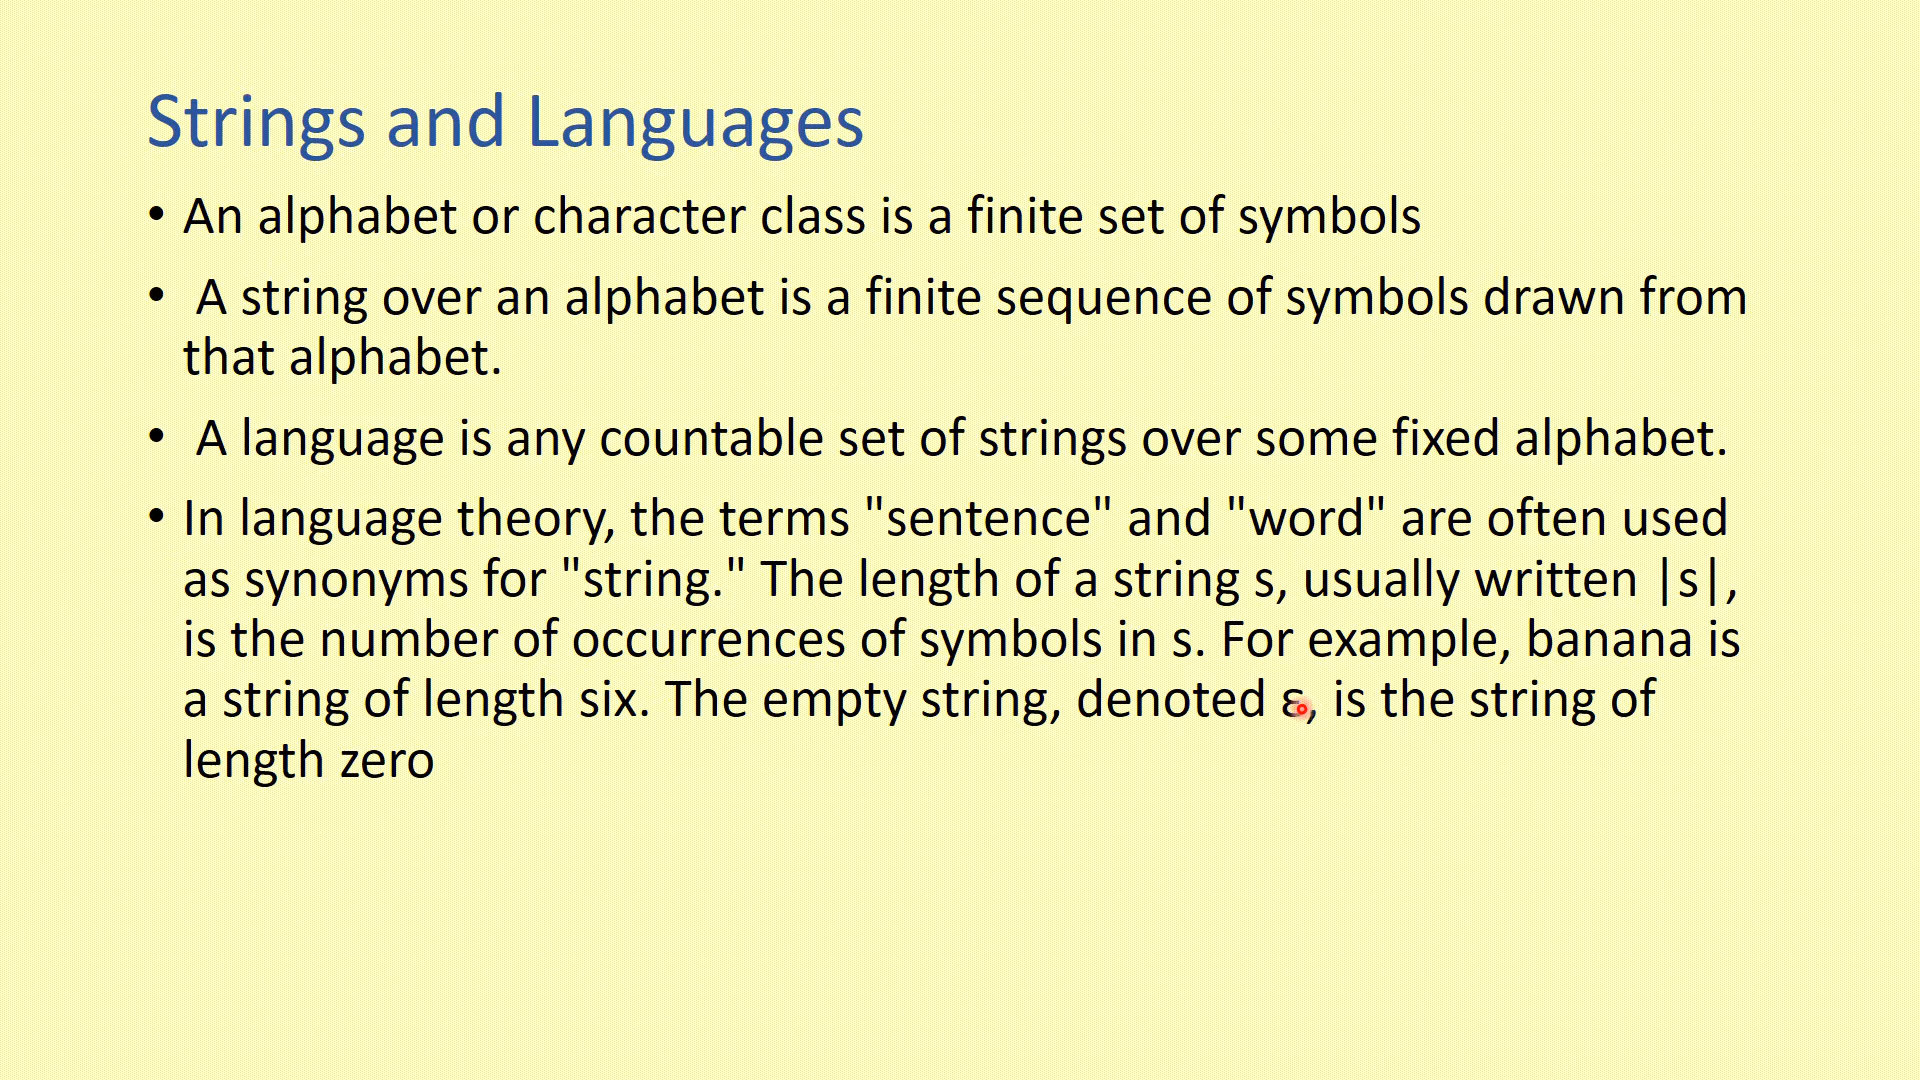 Strings and Languages
• An alphabet or character class is a finite set of symbols
• A string over an alphabet is a finite sequence of symbols drawn from
that alphabet.
• A language is any countable set of strings over some fixed alphabet.
• In language theory, the terms "sentence" and "word" are often used
as synonyms for "string." The length of a string s, usually written |s|,
is the number of occurrences of symbols in s. For example, banana is
a string of length six. The empty string, denoted ε, is the string of
length zero